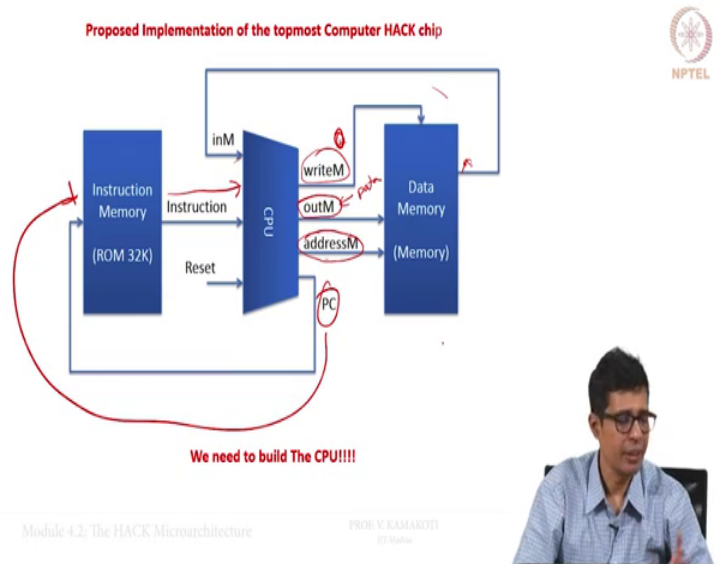 Proposed Implementation of the topmost Computer HACK chip
NPTEL
inM
writeM
Instruction
Memory
(ROM 32K)
Instruction
CPU
outM
Data
Data
Memory
(Memory)
addressM
Reset
PC
We need to build The CPU!!!!
Module 4.2: The HACK Microarchitecture
PROF. V. KAMAKOTI
IIT Madras